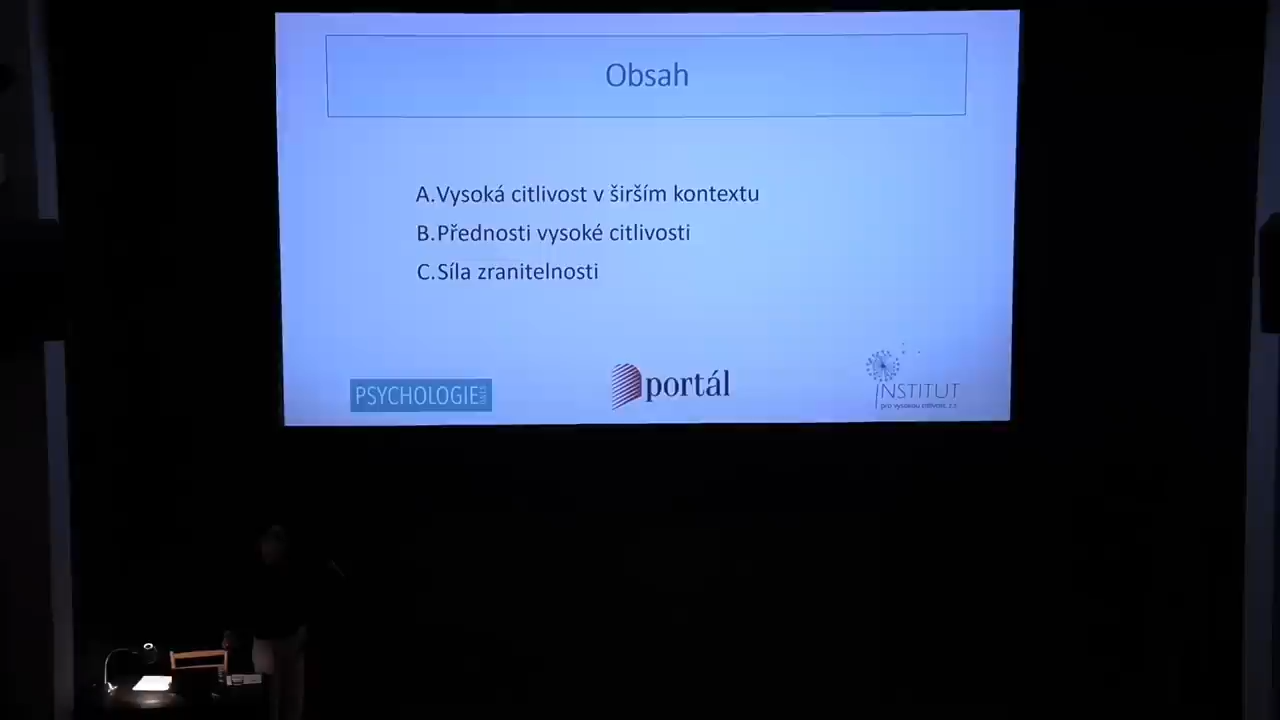 Obsah
A.Vysoká citlivost v širším kontextu
B.Přednosti vysoké citlivosti
C.Síla zranitelnosti
PSYCHOLOGIE
portál
INSTITUT
pro vysokou citlivost, z.s.